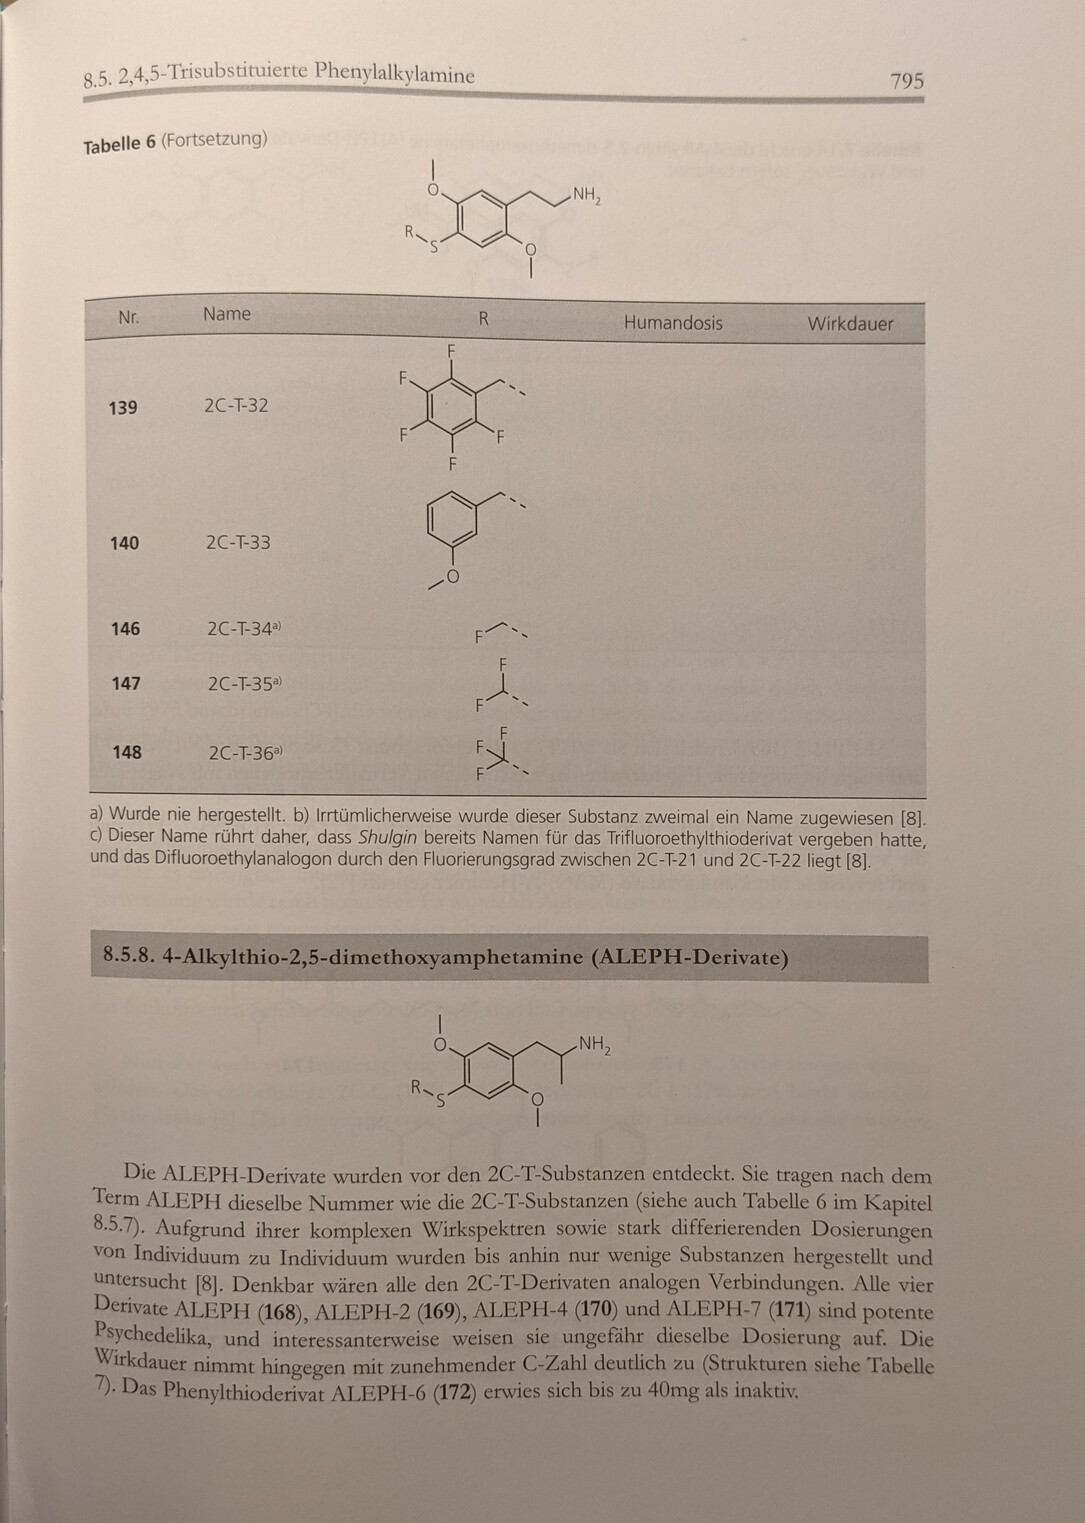 8.5. 2,4,5-Trisubstituierte Phenylalkylamine 795
Tabelle 6 (Fortsetzung)
O
NH2
R
S
O
Nr. Name R Humandosis Wirkdauer
F
F
139 2C-T-32
F F
F
140 2C-T-33
O
146 2C-T-34a) F
F
147 2C-T-35a)
F
F
148 2C-T-36a) F
F
a) Wurde nie hergestellt. b) Irrtümlicherweise wurde dieser Substanz zweimal ein Name zugewiesen [8].
c) Dieser Name rührt daher, dass Shulgin bereits Namen für das Trifluoroethylthioderivat vergeben hatte,
und das Difluoroethylanalogon durch den Fluorierungsgrad zwischen 2C-T-21 und 2C-T-22 liegt [8].
8.5.8. 4-Alkylthio-2,5-dimethoxyamphetamine (ALEPH-Derivate)
O
NH2
R
S
O
Die ALEPH-Derivate wurden vor den 2C-T-Substanzen entdeckt. Sie tragen nach dem
Term ALEPH dieselbe Nummer wie die 2C-T-Substanzen (siehe auch Tabelle 6 im Kapitel
8.5.7). Aufgrund ihrer komplexen Wirkspektren sowie stark differierenden Dosierungen
von Individuum zu Individuum wurden bis anhin nur wenige Substanzen hergestellt und
untersucht [8]. Denkbar wären alle den 2C-T-Derivaten analogen Verbindungen. Alle vier
Derivate ALEPH (168), ALEPH-2 (169), ALEPH-4 (170) und ALEPH-7 (171) sind potente
Psychedelika, und interessanterweise weisen sie ungefähr dieselbe Dosierung auf. Die
Wirkdauer nimmt hingegen mit zunehmender C-Zahl deutlich zu (Strukturen siehe Tabelle
7). Das Phenylthioderivat ALEPH-6 (172) erwies sich bis zu 40mg als inaktiv.